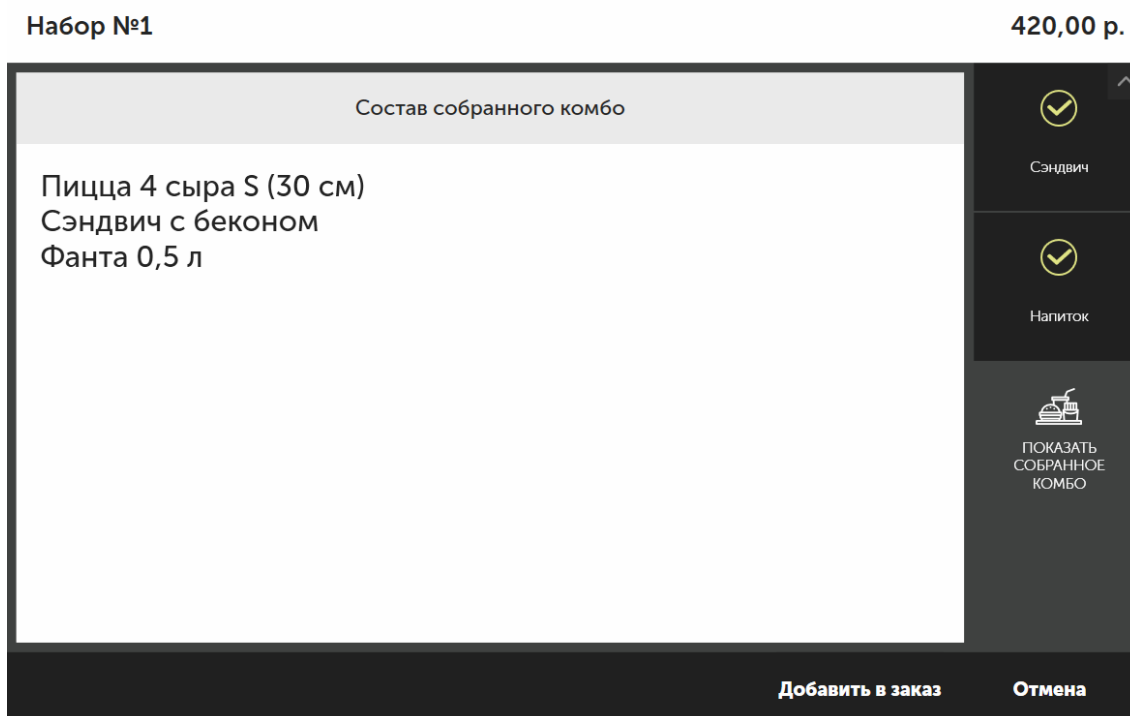 Набор №1
420,00 р.
Состав собранного комбо
Пицца 4 сыра S (30 см)
Сэндвич с беконом
Фанта 0,5 л
Сэндвич
Напиток
ПОКАЗАТЬ
СОБРАННОЕ
КОМБО
Добавить в заказ
Отмена